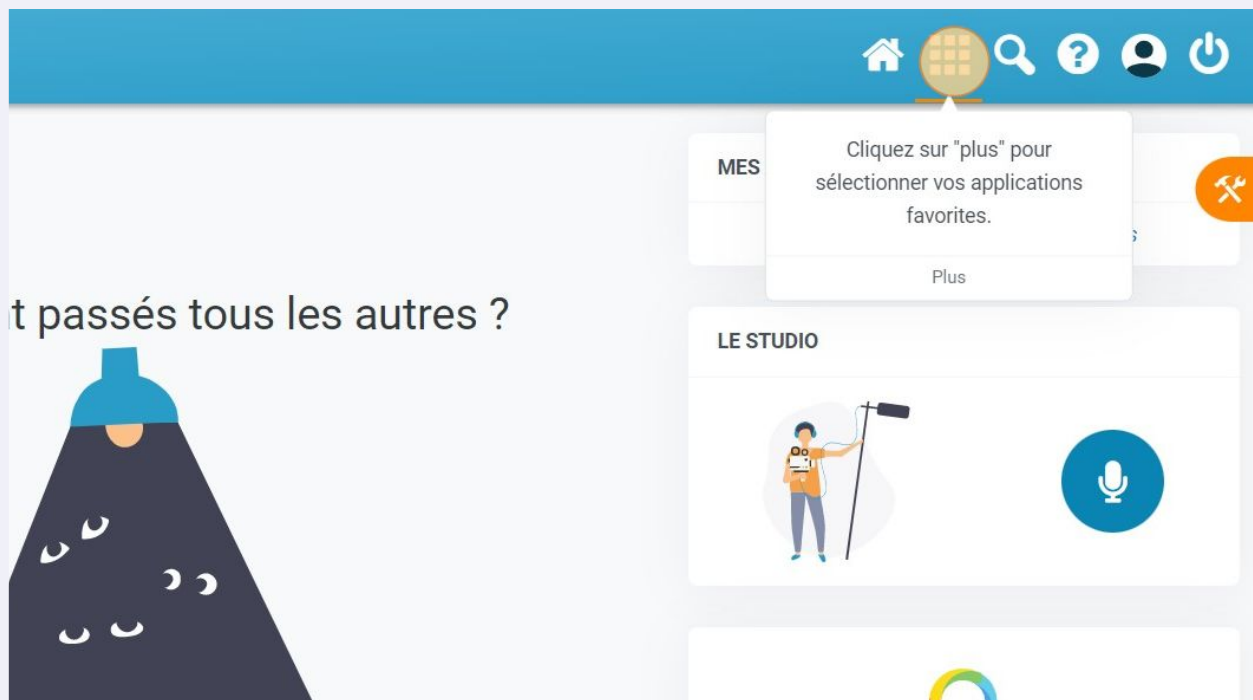 MES
Cliquez sur "plus" pour
sélectionner vos applications
favorites.
s
Plus
t passés tous les autres ?
LE STUDIO